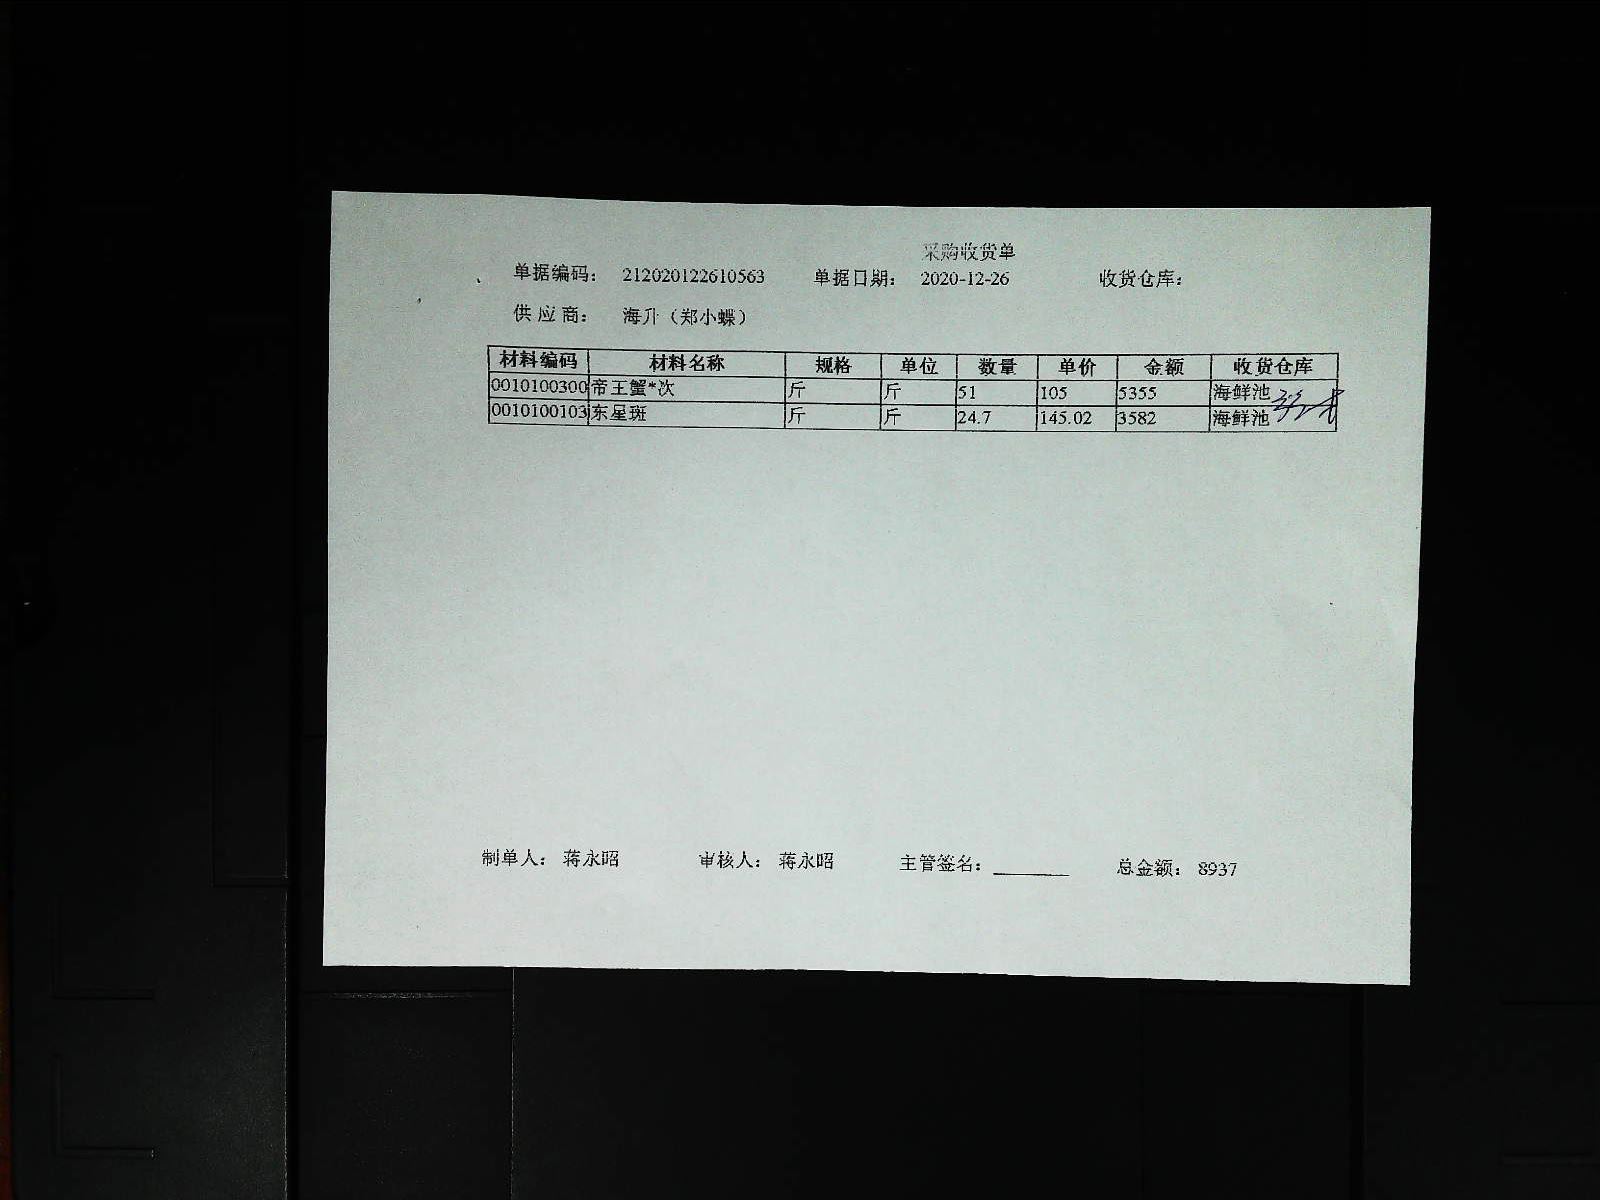 采购收货单
单据编码： 212020122610563 单据日期： 2020-12-26 收货仓库：
供 应 商： 海升（郑小蝶）
材料编码 材料名称 规格 单位 数量 单价 金额 收货仓库
0010100300 帝王蟹*次 斤 斤 51 105 5355 海鲜池
0010100103 东星斑 斤 斤 24.7 145.02 3582 海鲜池
制单人： 蒋永昭 审核人： 蒋永昭 主管签名： 总金额： 8937